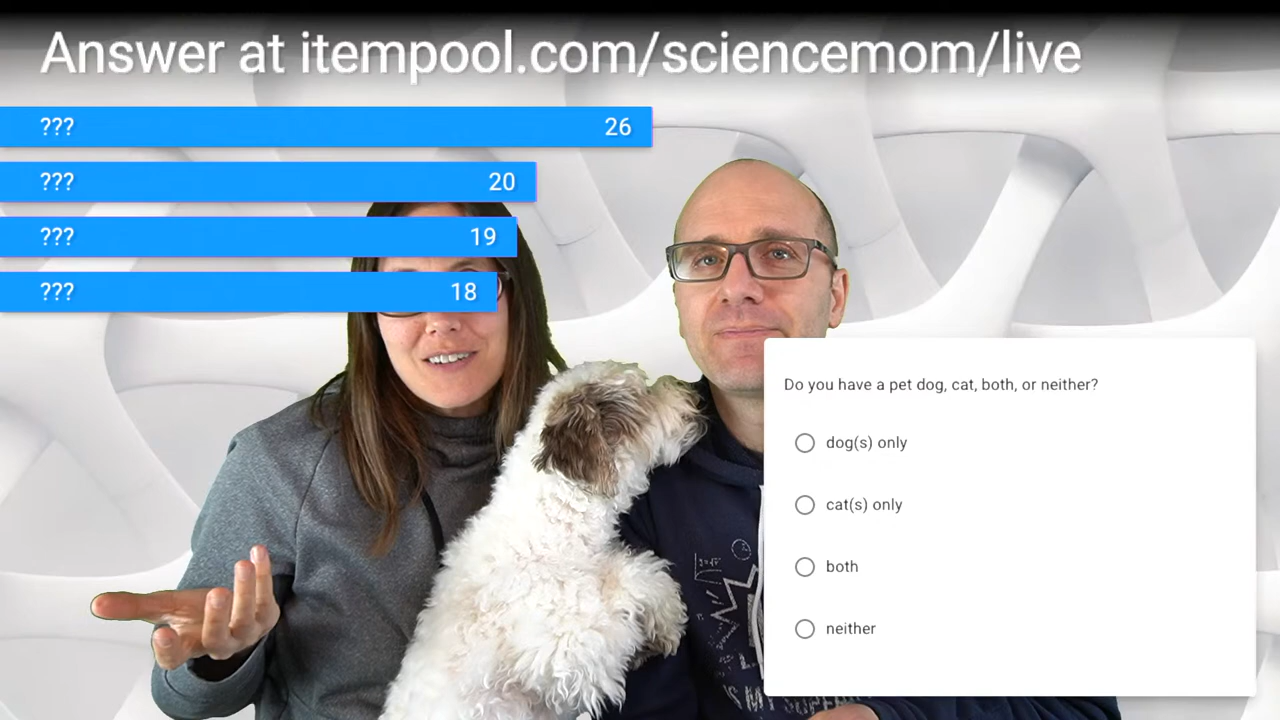 Answer at itempool.com/sciencemom/live
??? 26
??? 20
??? 19
??? 18
Do you have a pet dog, cat, both, or neither?
dog(s) only
cat(s) only
both
neither